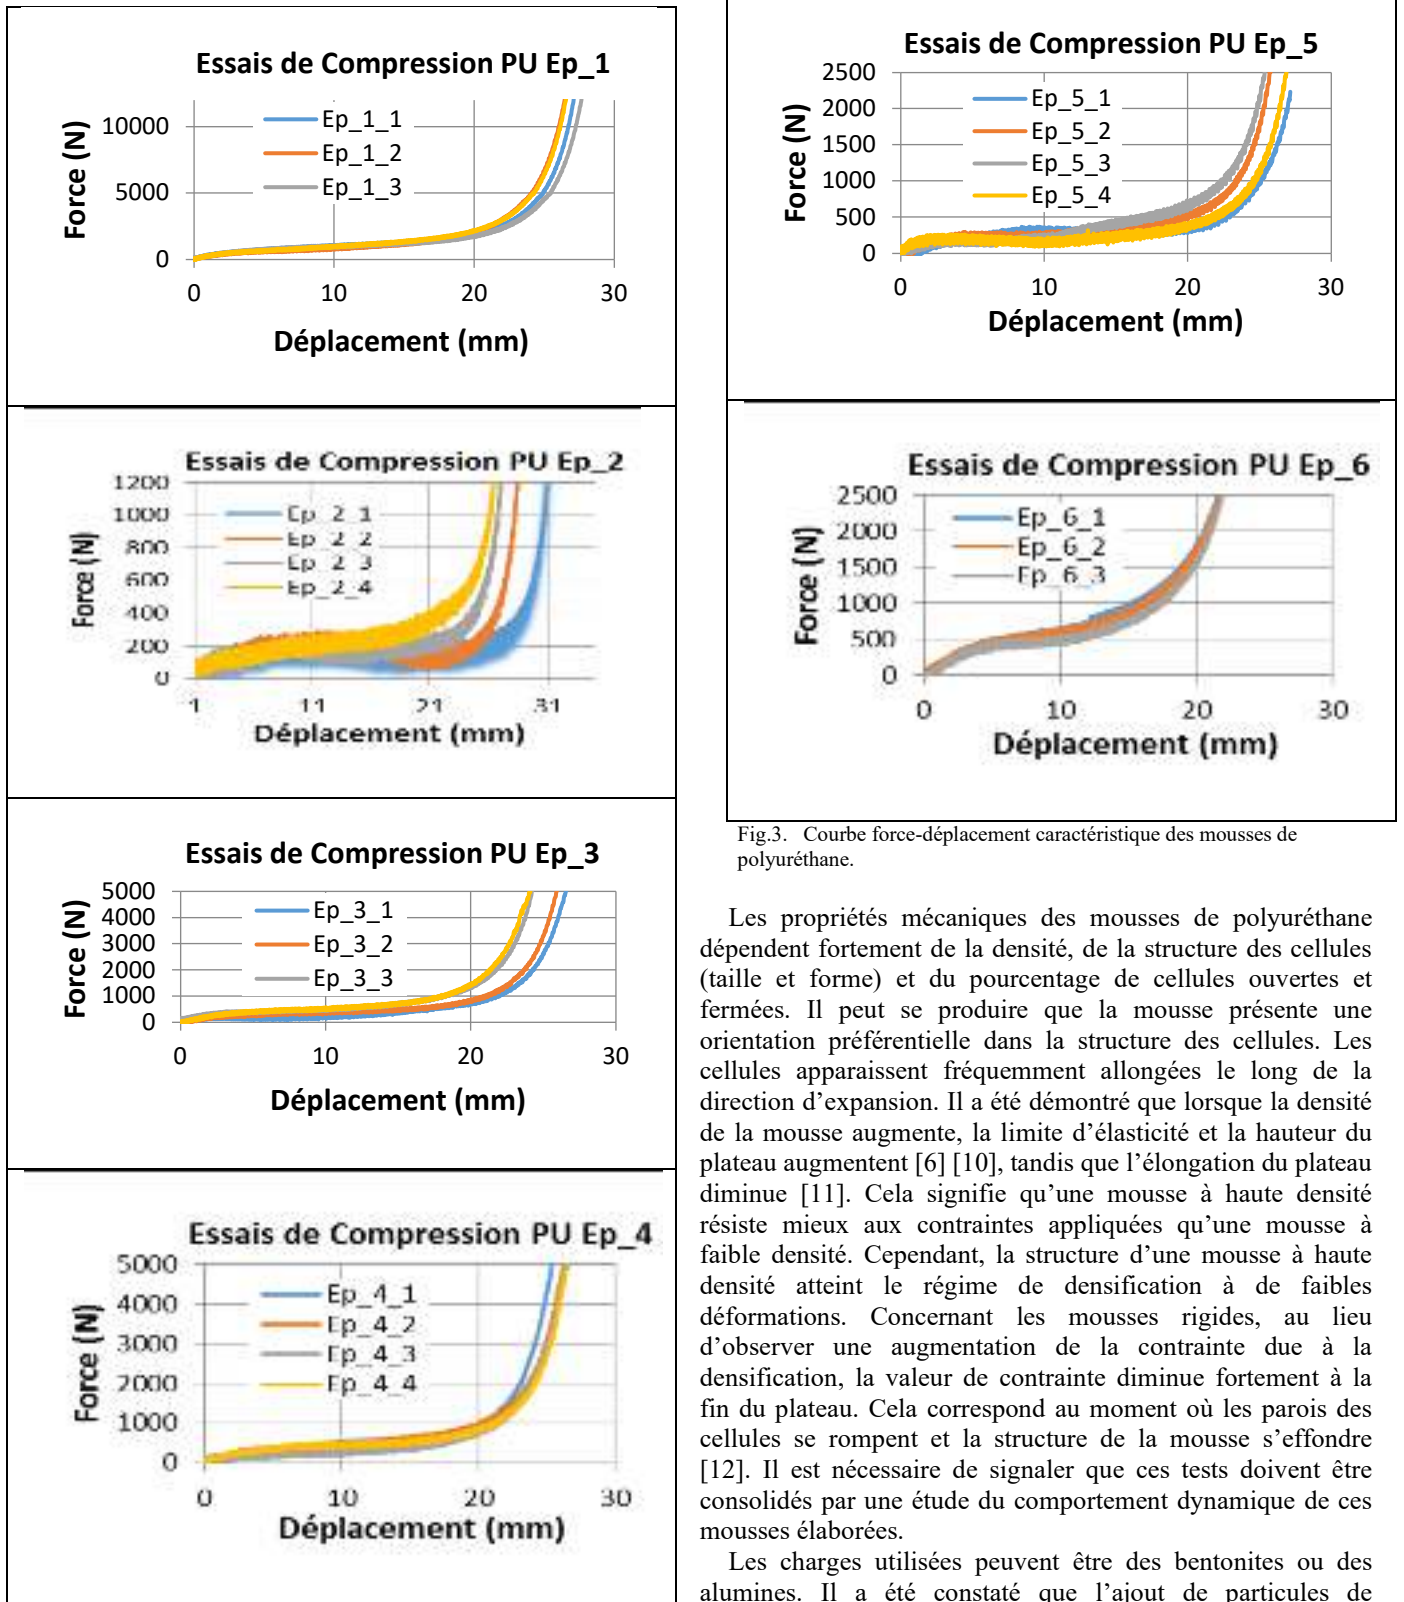 Essais de Compression PU Ep_1
Force (N)
10000
5000
0
Ep_1_1
Ep_1_2
Ep_1_3
0 10 20 30
Déplacement (mm)
Essais de Compression PU Ep_2
Force (N)
1200
1000
800
600
400
200
0
Ep_2_1
Ep_2_2
Ep_2_3
Ep_2_4
1 11 21 31
Déplacement (mm)
Essais de Compression PU Ep_3
Force (N)
5000
4000
3000
2000
1000
0
Ep_3_1
Ep_3_2
Ep_3_3
0 10 20 30
Déplacement (mm)
Essais de Compression PU Ep_4
Force (N)
5000
4000
3000
2000
1000
0
Ep_4_1
Ep_4_2
Ep_4_3
Ep_4_4
0 10 20 30
Déplacement (mm)
Essais de Compression PU Ep_5
Force (N)
2500
2000
1500
1000
500
0
Ep_5_1
Ep_5_2
Ep_5_3
Ep_5_4
0 10 20 30
Déplacement (mm)
Essais de Compression PU Ep_6
Force (N)
2500
2000
1500
1000
500
0
Ep_6_1
Ep_6_2
Ep_6_3
0 10 20 30
Déplacement (mm)
Fig.3. Courbe force-déplacement caractéristique des mousses de
polyuréthane.
Les propriétés mécaniques des mousses de polyuréthane
dépendent fortement de la densité, de la structure des cellules
(taille et forme) et du pourcentage de cellules ouvertes et
fermées. Il peut se produire que la mousse présente une
orientation préférentielle dans la structure des cellules. Les
cellules apparaissent fréquemment allongées le long de la
direction d’expansion. Il a été démontré que lorsque la densité
de la mousse augmente, la limite d’élasticité et la hauteur du
plateau augmentent [6] [10], tandis que l’élongation du plateau
diminue [11]. Cela signifie qu’une mousse à haute densité
résiste mieux aux contraintes appliquées qu’une mousse à
faible densité. Cependant, la structure d’une mousse à haute
densité atteint le régime de densification à de faibles
déformations. Concernant les mousses rigides, au lieu
d’observer une augmentation de la contrainte due à la
densification, la valeur de contrainte diminue fortement à la
fin du plateau. Cela correspond au moment où les parois des
cellules se rompent et la structure de la mousse s’effondre
[12]. Il est nécessaire de signaler que ces tests doivent être
consolidés par une étude du comportement dynamique de ces
mousses élaborées.
Les charges utilisées peuvent être des bentonites ou des
alumines. Il a été constaté que l’ajout de particules de